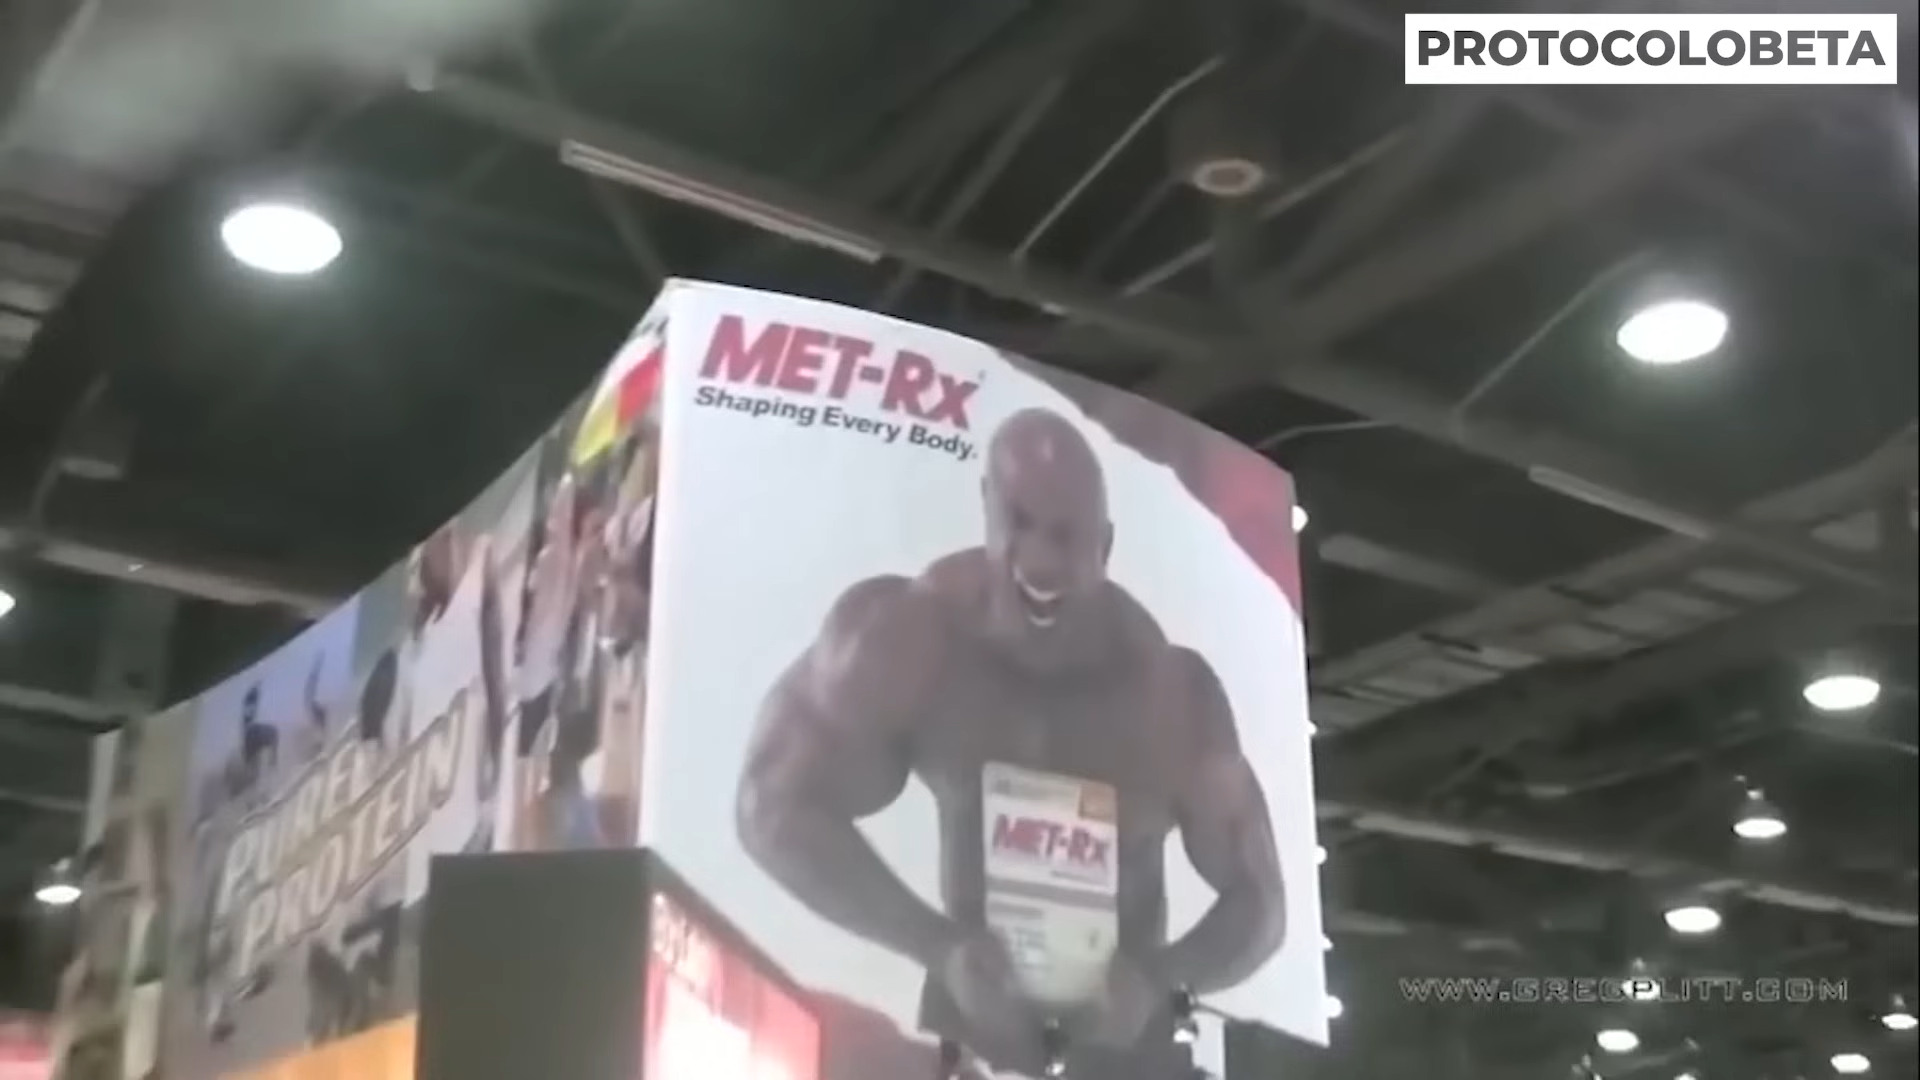 PROTOCOLOBETA
MET-Rx
Shaping Every Body.
PURE
PROTEIN
MET-Rx
WWW.GREGPLITT.COM